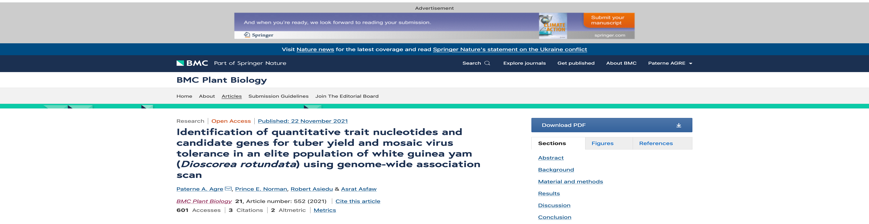 Advertisement
And when you're ready, we look forward to reading your submission.
Springer
CLIMATE ACTION
Submit your manuscript
springer.com
Visit Nature news for the latest coverage and read Springer Nature's statement on the Ukraine conflict
BMC Part of Springer Nature
Search Explore journals Get published About BMC Paterne AGRE
BMC Plant Biology
Home About Articles Submission Guidelines Join The Editorial Board
Research | Open Access | Published: 22 November 2021
Identification of quantitative trait nucleotides and
candidate genes for tuber yield and mosaic virus
tolerance in an elite population of white guinea yam
(Dioscorea rotundata) using genome-wide association
scan
Paterne A. Agre, Prince E. Norman, Robert Asiedu & Asrat Asfaw
BMC Plant Biology 21, Article number: 552 (2021) | Cite this article
601 Accesses | 3 Citations | 2 Altmetric | Metrics
Download PDF
Sections Figures References
Abstract
Background
Material and methods
Results
Discussion
Conclusion